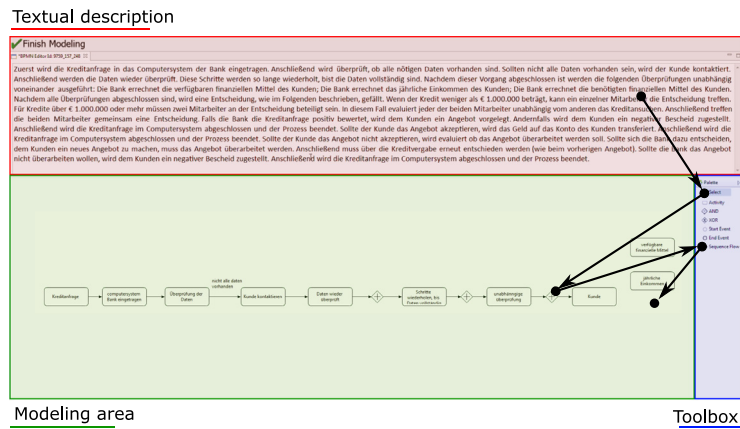 Textual description
Finish Modeling
Zuerst wird die Kreditanfrage in das Computersystem der Bank eingetragen. Anschließend wird überprüft, ob alle nötigen Daten vorhanden sind. Sollten nicht alle Daten vorhanden sein, wird der Kunde kontaktiert.
Anschließend werden die Daten wieder überprüft. Diese Schritte werden so lange wiederholt, bist die Daten vollständig sind. Nachdem dieser Vorgang abgeschlossen ist werden die folgenden Überprüfungen unabhängig
voneinander ausgeführt: Die Bank errechnet die verfügbaren finanziellen Mittel des Kunden; Die Bank errechnet das jährliche Einkommen des Kunden; Die Bank errechnet die benötigten finanziellen Mittel des Kunden.
Nachdem alle Überprüfungen abgeschlossen sind, wird eine Entscheidung, wie im Folgenden beschrieben, gefällt. Wenn der Kredit weniger als € 1.000.000 beträgt, kann ein einzelner Mitarbeiter die Entscheidung treffen.
Für Kredite über € 1.000.000 oder mehr müssen zwei Mitarbeiter an der Entscheidung beteiligt sein. In diesem Fall evaluiert jeder der beiden Mitarbeiter unabhängig vom anderen das Kreditansuchen. Anschließend treffen
die beiden Mitarbeiter gemeinsam eine Entscheidung. Falls die Bank die Kreditanfrage positiv bewertet, wird dem Kunden ein Angebot vorgelegt. Andernfalls wird dem Kunden ein negativer Bescheid zugestellt.
Anschließend wird die Kreditanfrage im Computersystem abgeschlossen und der Prozess beendet. Sollte der Kunde das Angebot akzeptieren, wird das Geld auf das Konto des Kunden transferiert. Anschließend wird die
Kreditanfrage im Computersystem abgeschlossen und der Prozess beendet. Sollte der Kunde das Angebot nicht akzeptieren, wird evaluiert ob das Angebot überarbeitet werden soll. Sollte sich die Bank dazu entscheiden,
dem Kunden ein neues Angebot zu machen, muss das Angebot überarbeitet werden. Anschließend muss über die Kreditvergabe erneut entschieden werden (wie beim vorherigen Angebot). Sollte die Bank das Angebot
nicht überarbeiten wollen, wird dem Kunden ein negativer Bescheid zugestellt. Anschließend wird die Kreditanfrage im Computersystem abgeschlossen und der Prozess beendet.
Palette
Select
Activity
AND
XOR
Start Event
End Event
Sequence Flow
verfügbare
finanzielle Mittel
jährliche
Einkommen
nicht alle daten
vorhanden
Kreditanfrage
computersystem
Bank eingetragen
Überprüfung der
Daten
Kunde kontaktieren
Daten wieder
überprüft
Schritte
wiederholen, bis
unabhängige
überprüfung
Kunde
Modeling area
Toolbox